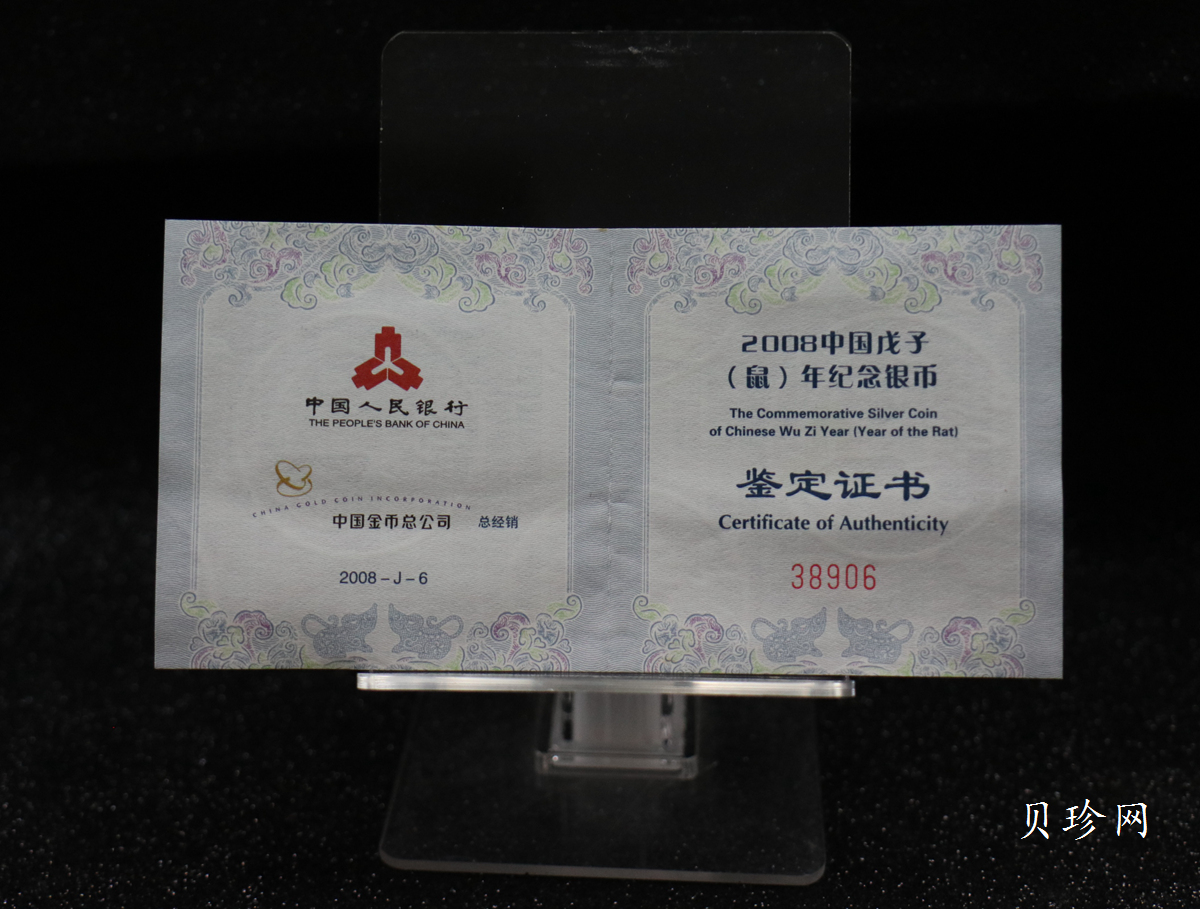 中国人民银行
THE PEOPLE'S BANK OF CHINA
CHINA GOLD COIN INCORPORATION
中国金币总公司 总经销
2008-J-6
2008中国戊子
（鼠）年纪念银币
The Commemorative Silver Coin
of Chinese Wu Zi Year (Year of the Rat)
鉴定证书
Certificate of Authenticity
38906
贝珍网